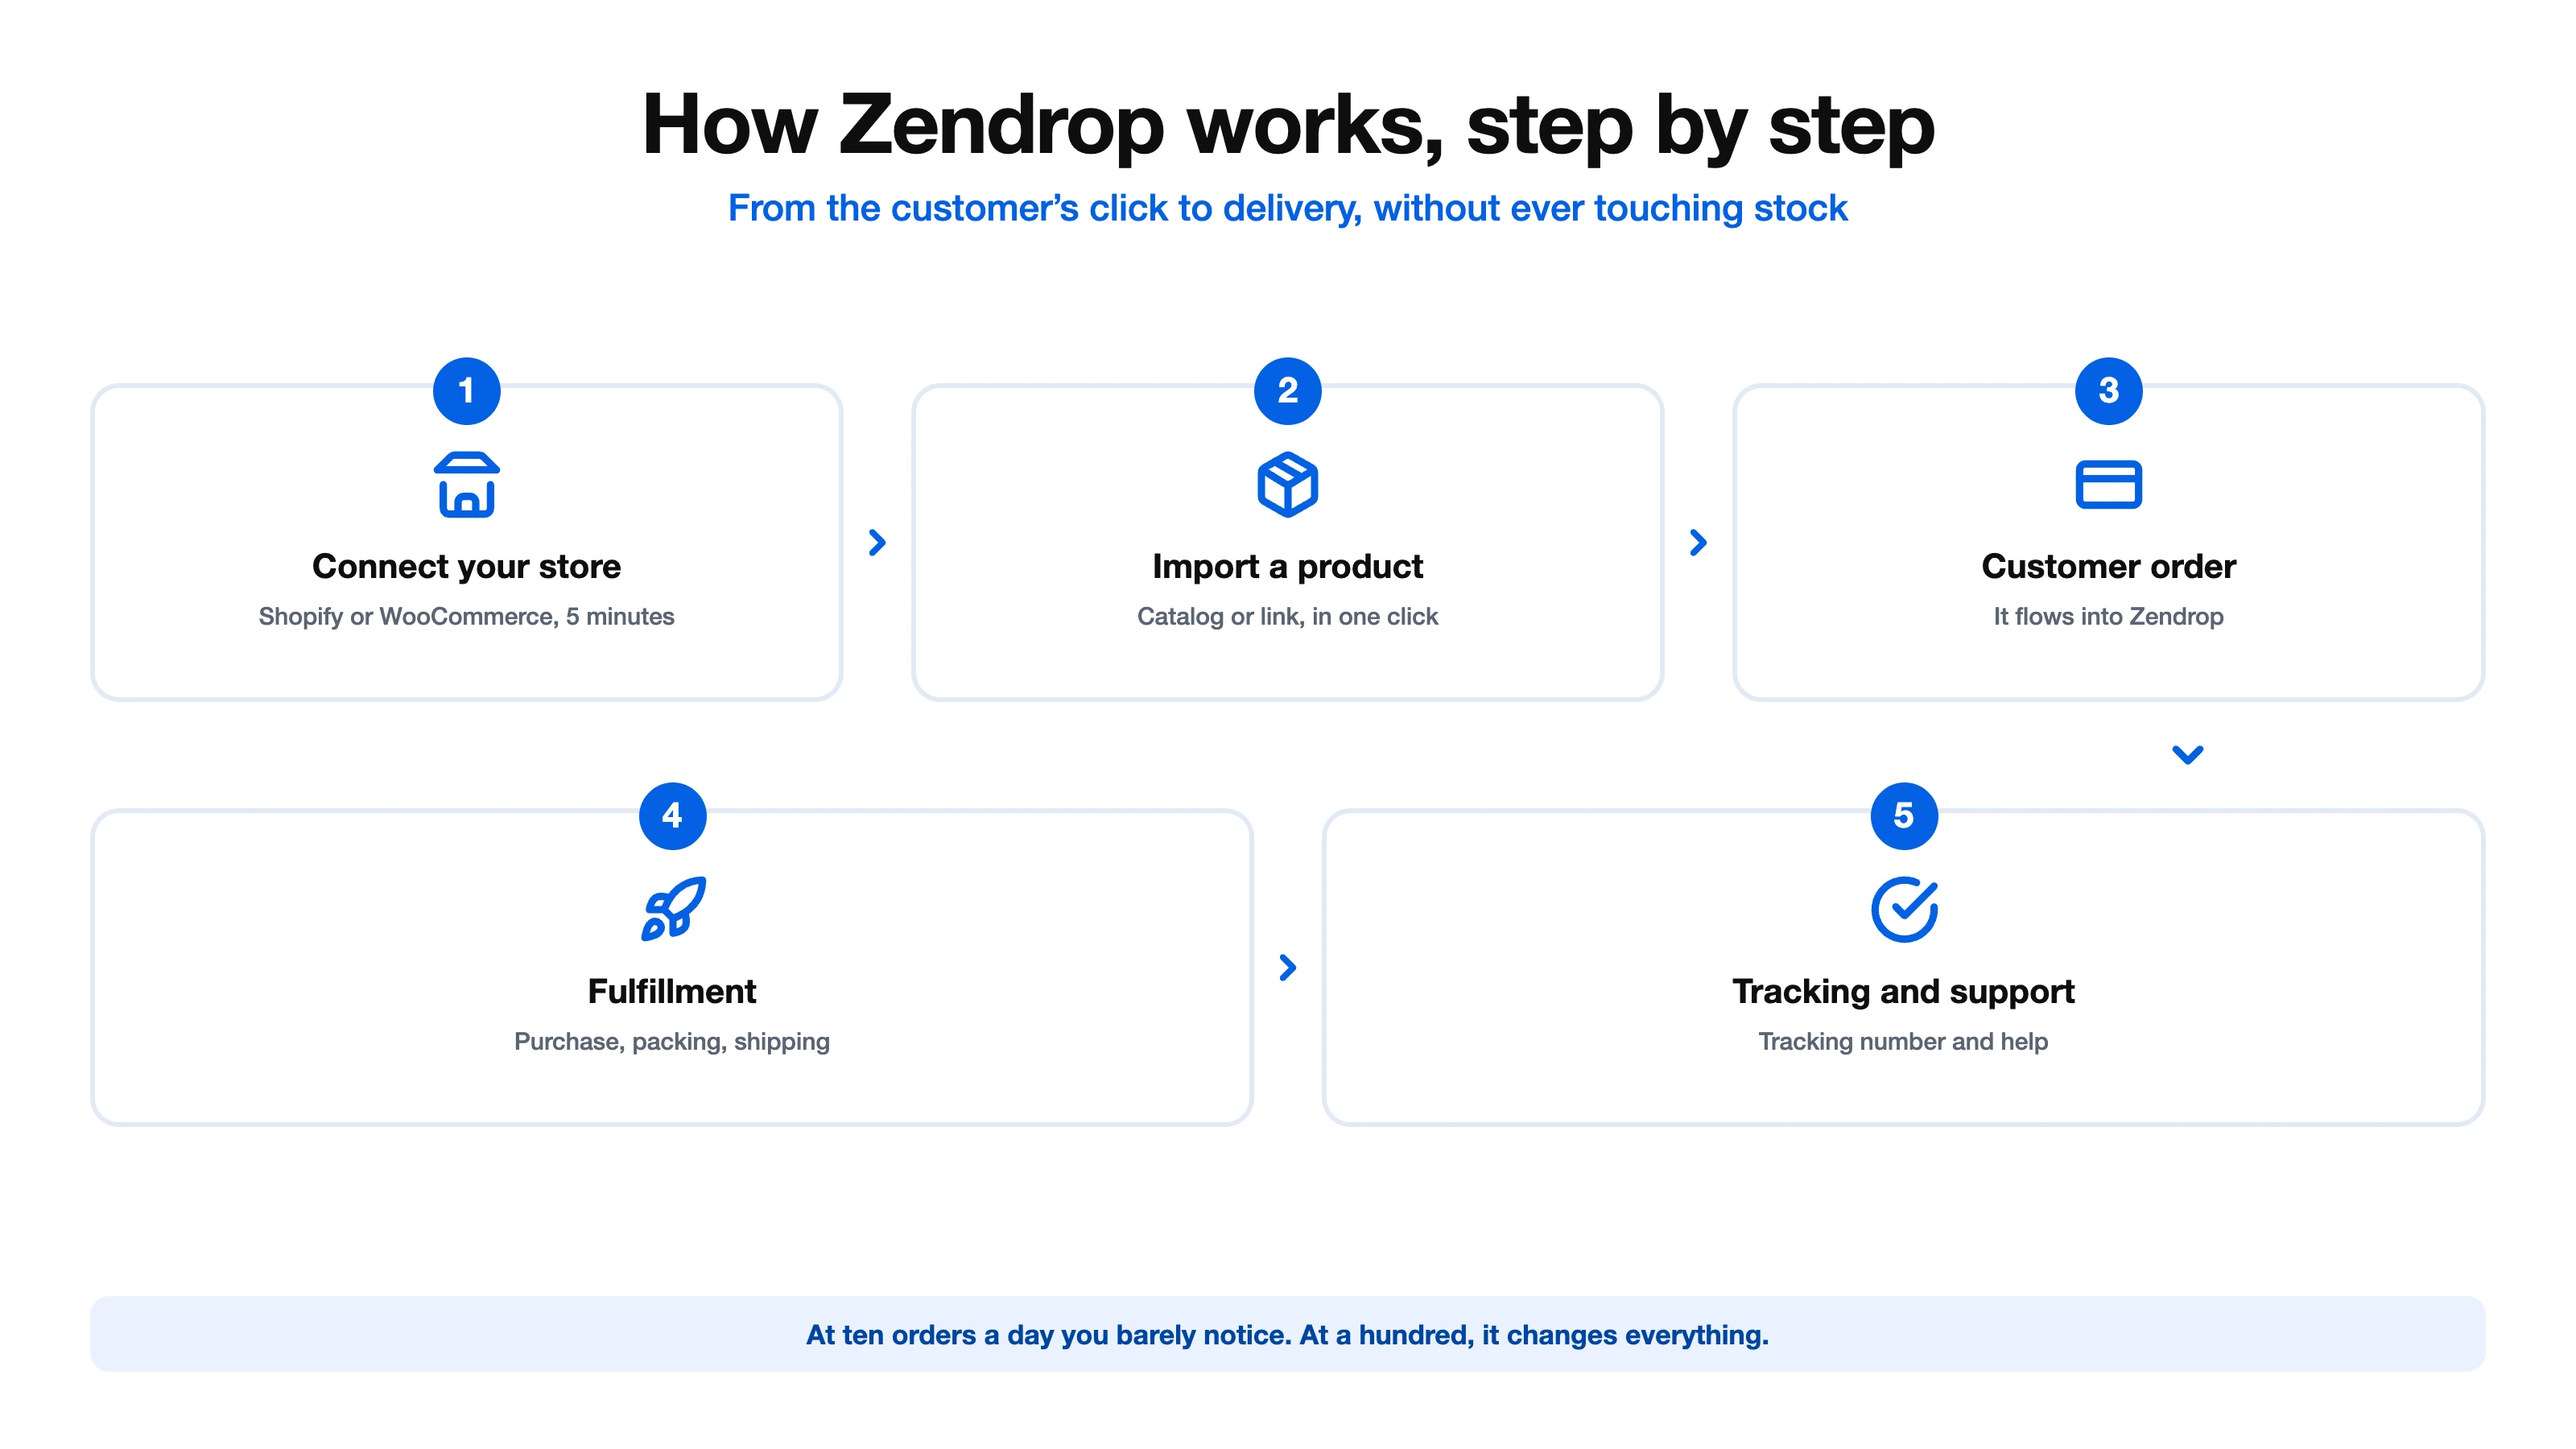 How Zendrop works, step by step
From the customer’s click to delivery, without ever touching stock
1
Connect your store
Shopify or WooCommerce, 5 minutes
2
Import a product
Catalog or link, in one click
3
Customer order
It flows into Zendrop
4
Fulfillment
Purchase, packing, shipping
5
Tracking and support
Tracking number and help
At ten orders a day you barely notice. At a hundred, it changes everything.